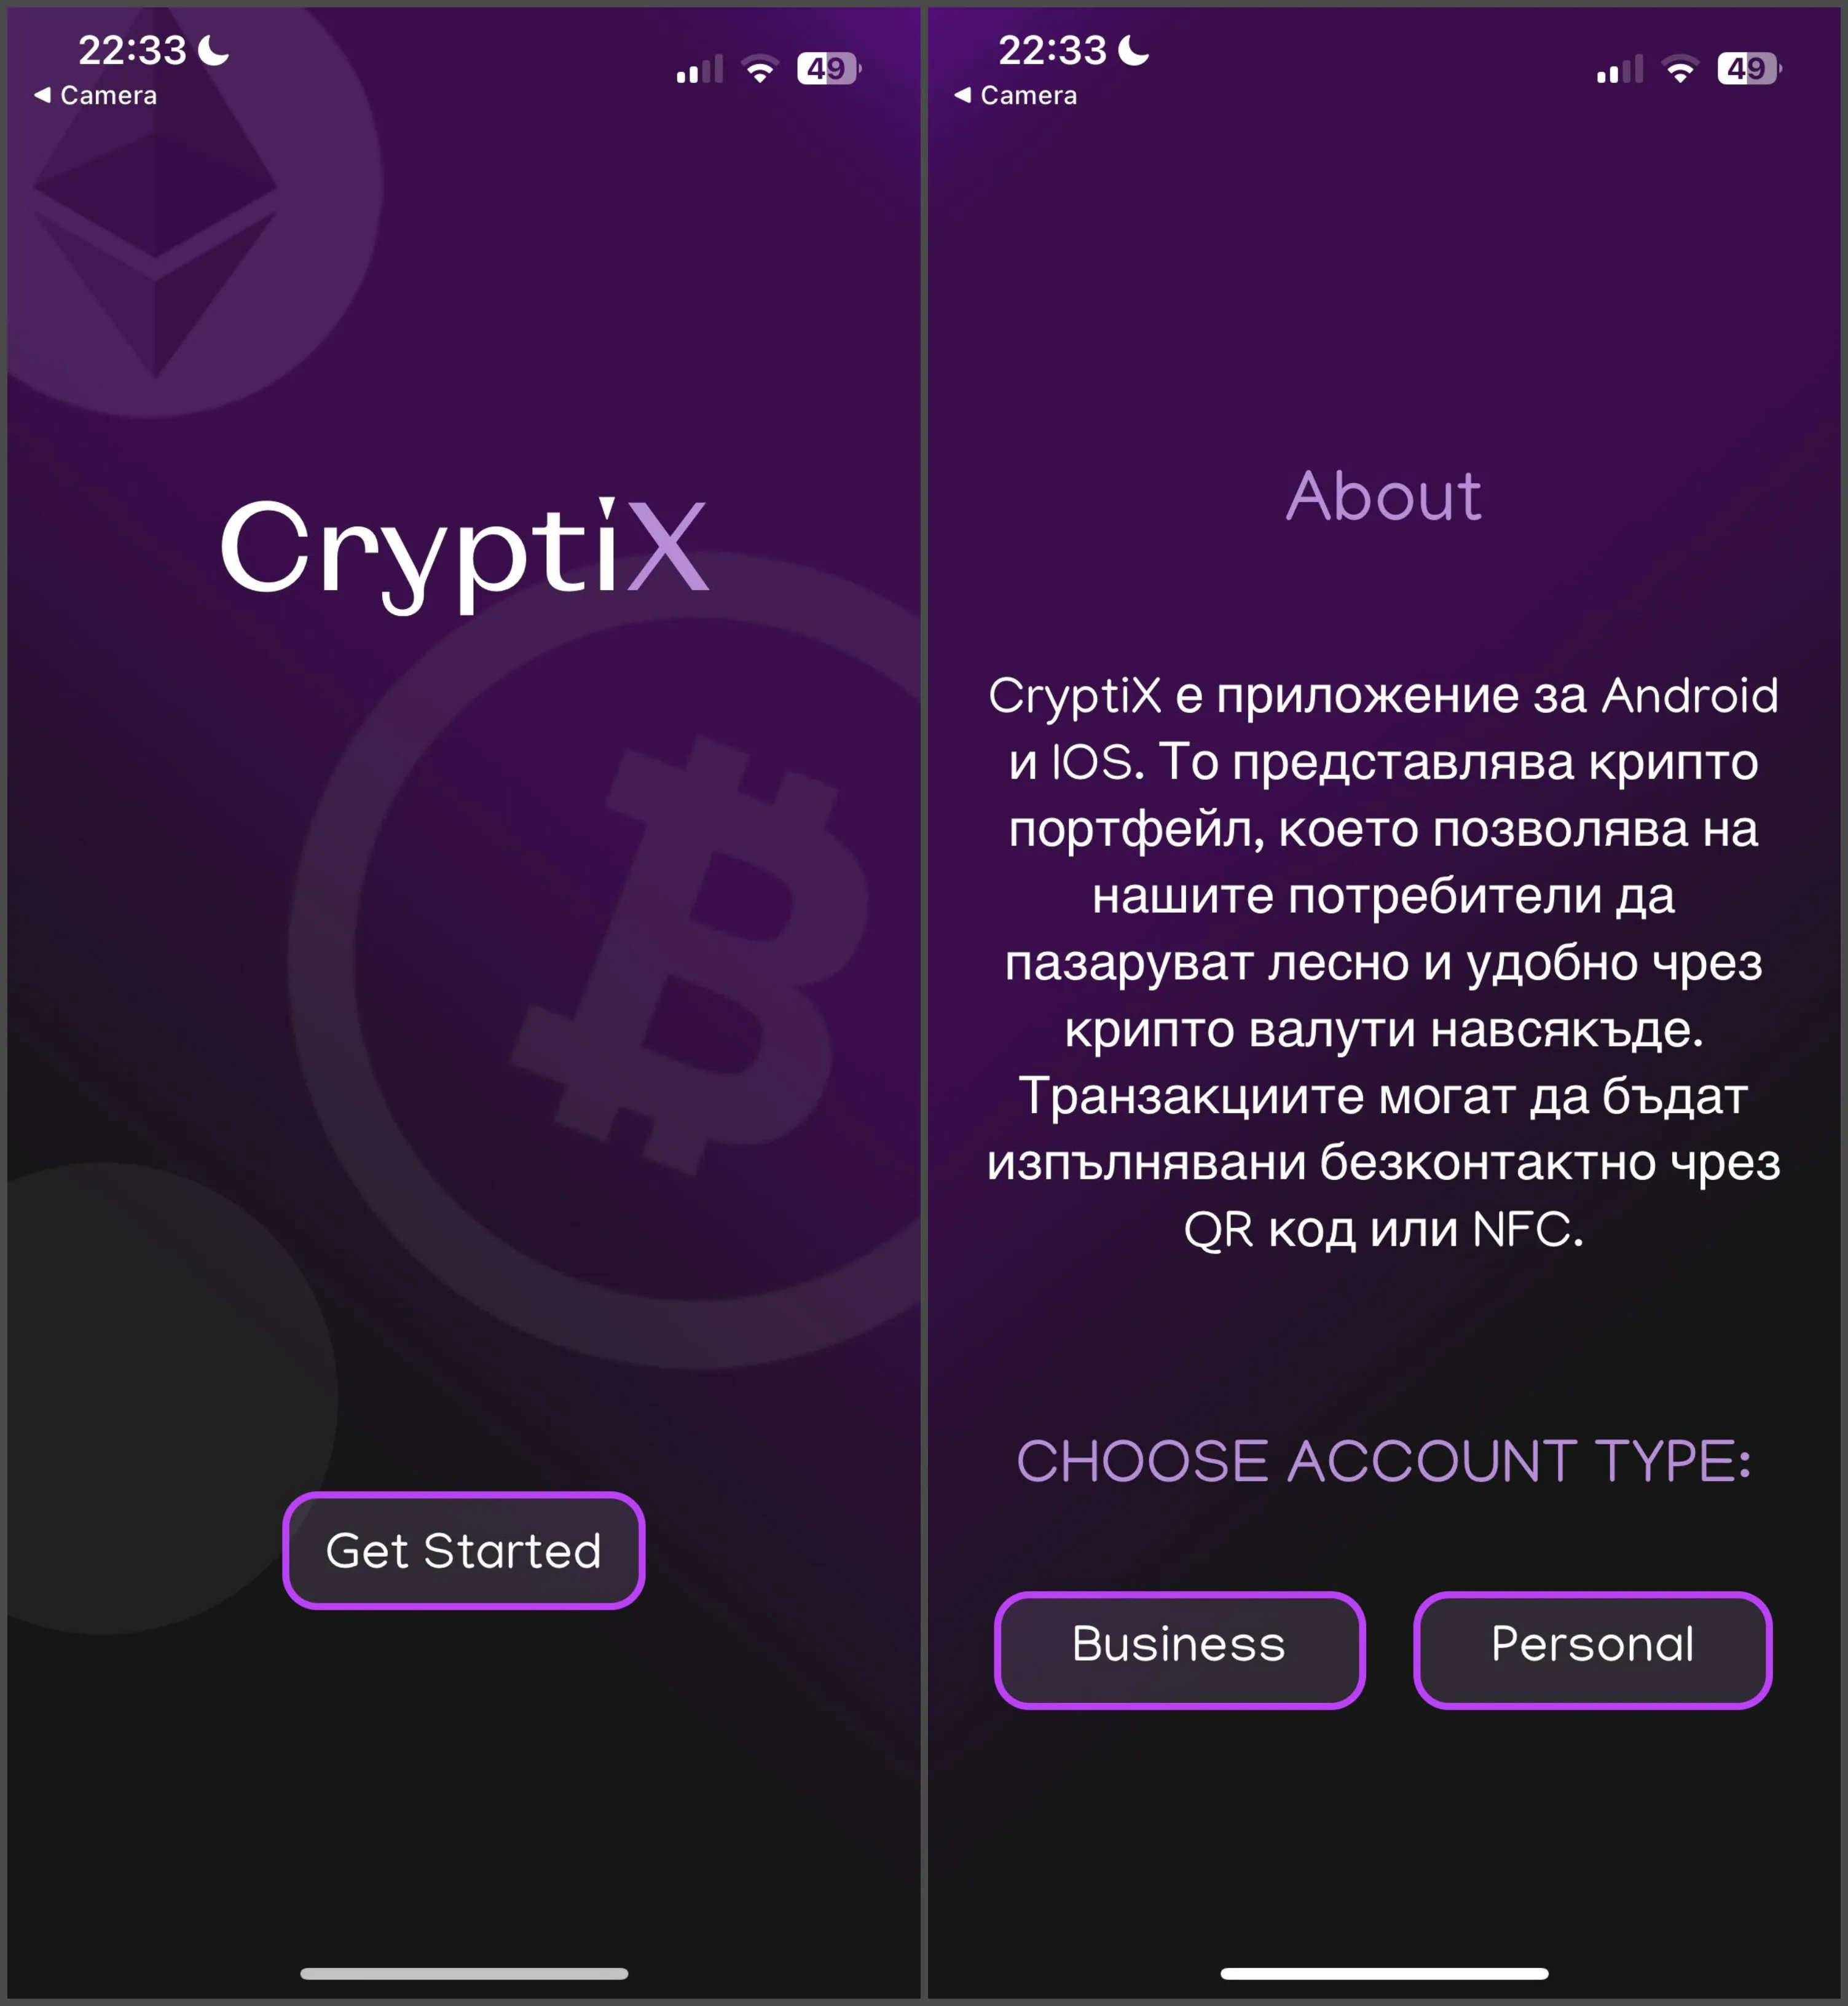 22:33
Camera
49
CryptiX
Get Started
22:33
Camera
49
About
CryptiX е приложение за Android
и IOS. То представлява крипто
портфейл, което позволява на
нашите потребители да
пазаруват лесно и удобно чрез
крипто валути навсякъде.
Транзакциите могат да бъдат
изпълнявани безконтактно чрез
QR код или NFC.
CHOOSE ACCOUNT TYPE:
Business
Personal